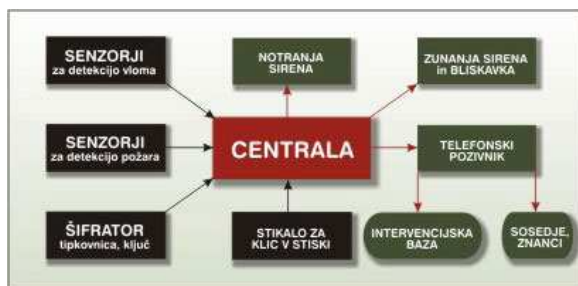 SENZORJI
za detekcijo vloma
NOTRANJA
SIRENA
ZUNANJA SIRENA
in BLISKAVKA
SENZORJI
za detekcijo požara
CENTRALA
TELEFONSKI
POZIVNIK
ŠIFRATOR
tipkovnica, ključ
STIKALO ZA
KLIC V STISKI
INTERVENCIJSKA
BAZA
SOSEDJE,
ZNANCI